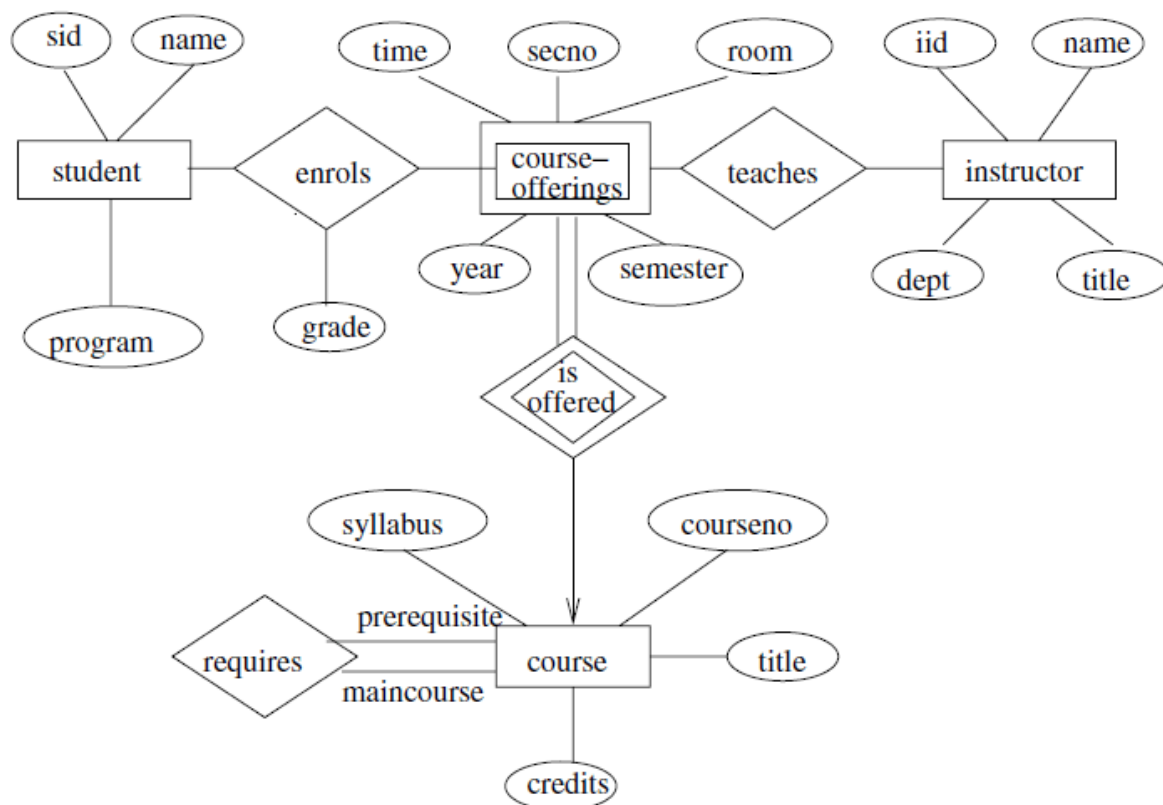 sid
name
time
secno
room
iid
name
student
enrols
course–
offerings
teaches
instructor
year
semester
dept
title
program
grade
is
offered
syllabus
courseno
prerequisite
requires
course
title
maincourse
credits